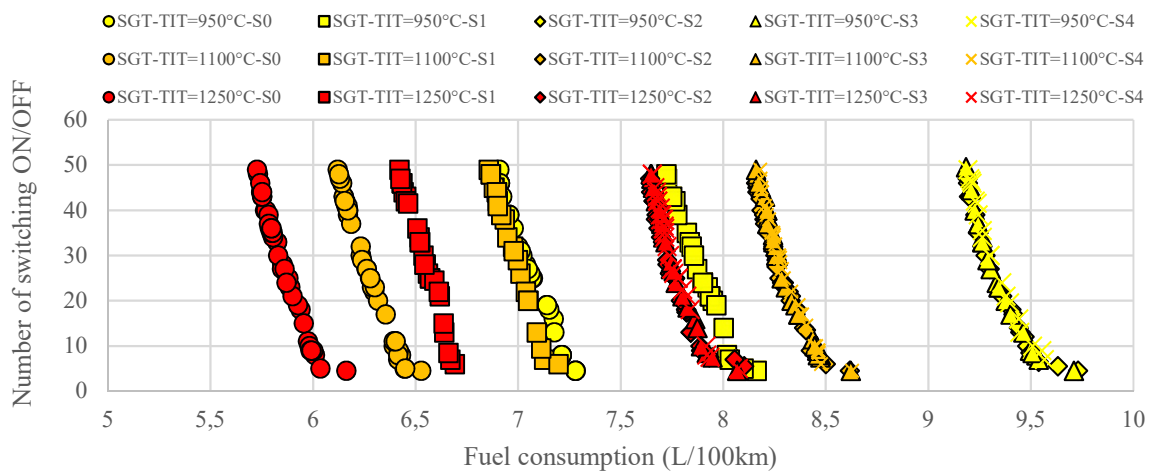 SGT-TIT=950°C-S0 SGT-TIT=950°C-S1 SGT-TIT=950°C-S2 SGT-TIT=950°C-S3 SGT-TIT=950°C-S4
SGT-TIT=1100°C-S0 SGT-TIT=1100°C-S1 SGT-TIT=1100°C-S2 SGT-TIT=1100°C-S3 SGT-TIT=1100°C-S4
SGT-TIT=1250°C-S0 SGT-TIT=1250°C-S1 SGT-TIT=1250°C-S2 SGT-TIT=1250°C-S3 SGT-TIT=1250°C-S4
Number of switching ON/OFF
60
50
40
30
20
10
0
5 5,5 6 6,5 7 7,5 8 8,5 9 9,5 10
Fuel consumption (L/100km)